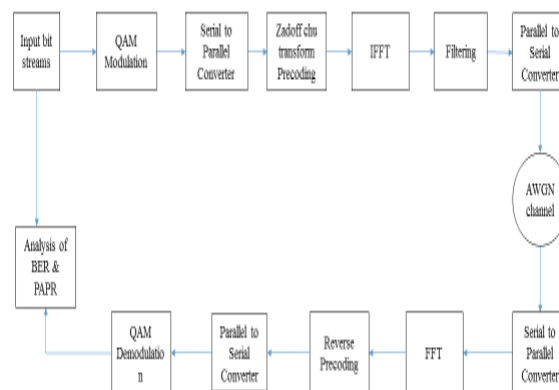 Input bit
streams
QAM
Modulation
Serial to
Parallel
Converter
Zadoff chu
transform
Precoding
IFFT
Filtering
Parallel to
Serial
Converter
AWGN
channel
Serial to
Parallel
Converter
FFT
Reverse
Precoding
Parallel to
Serial
Converter
QAM
Demodulatio
n
Analysis of
BER &
PAPR